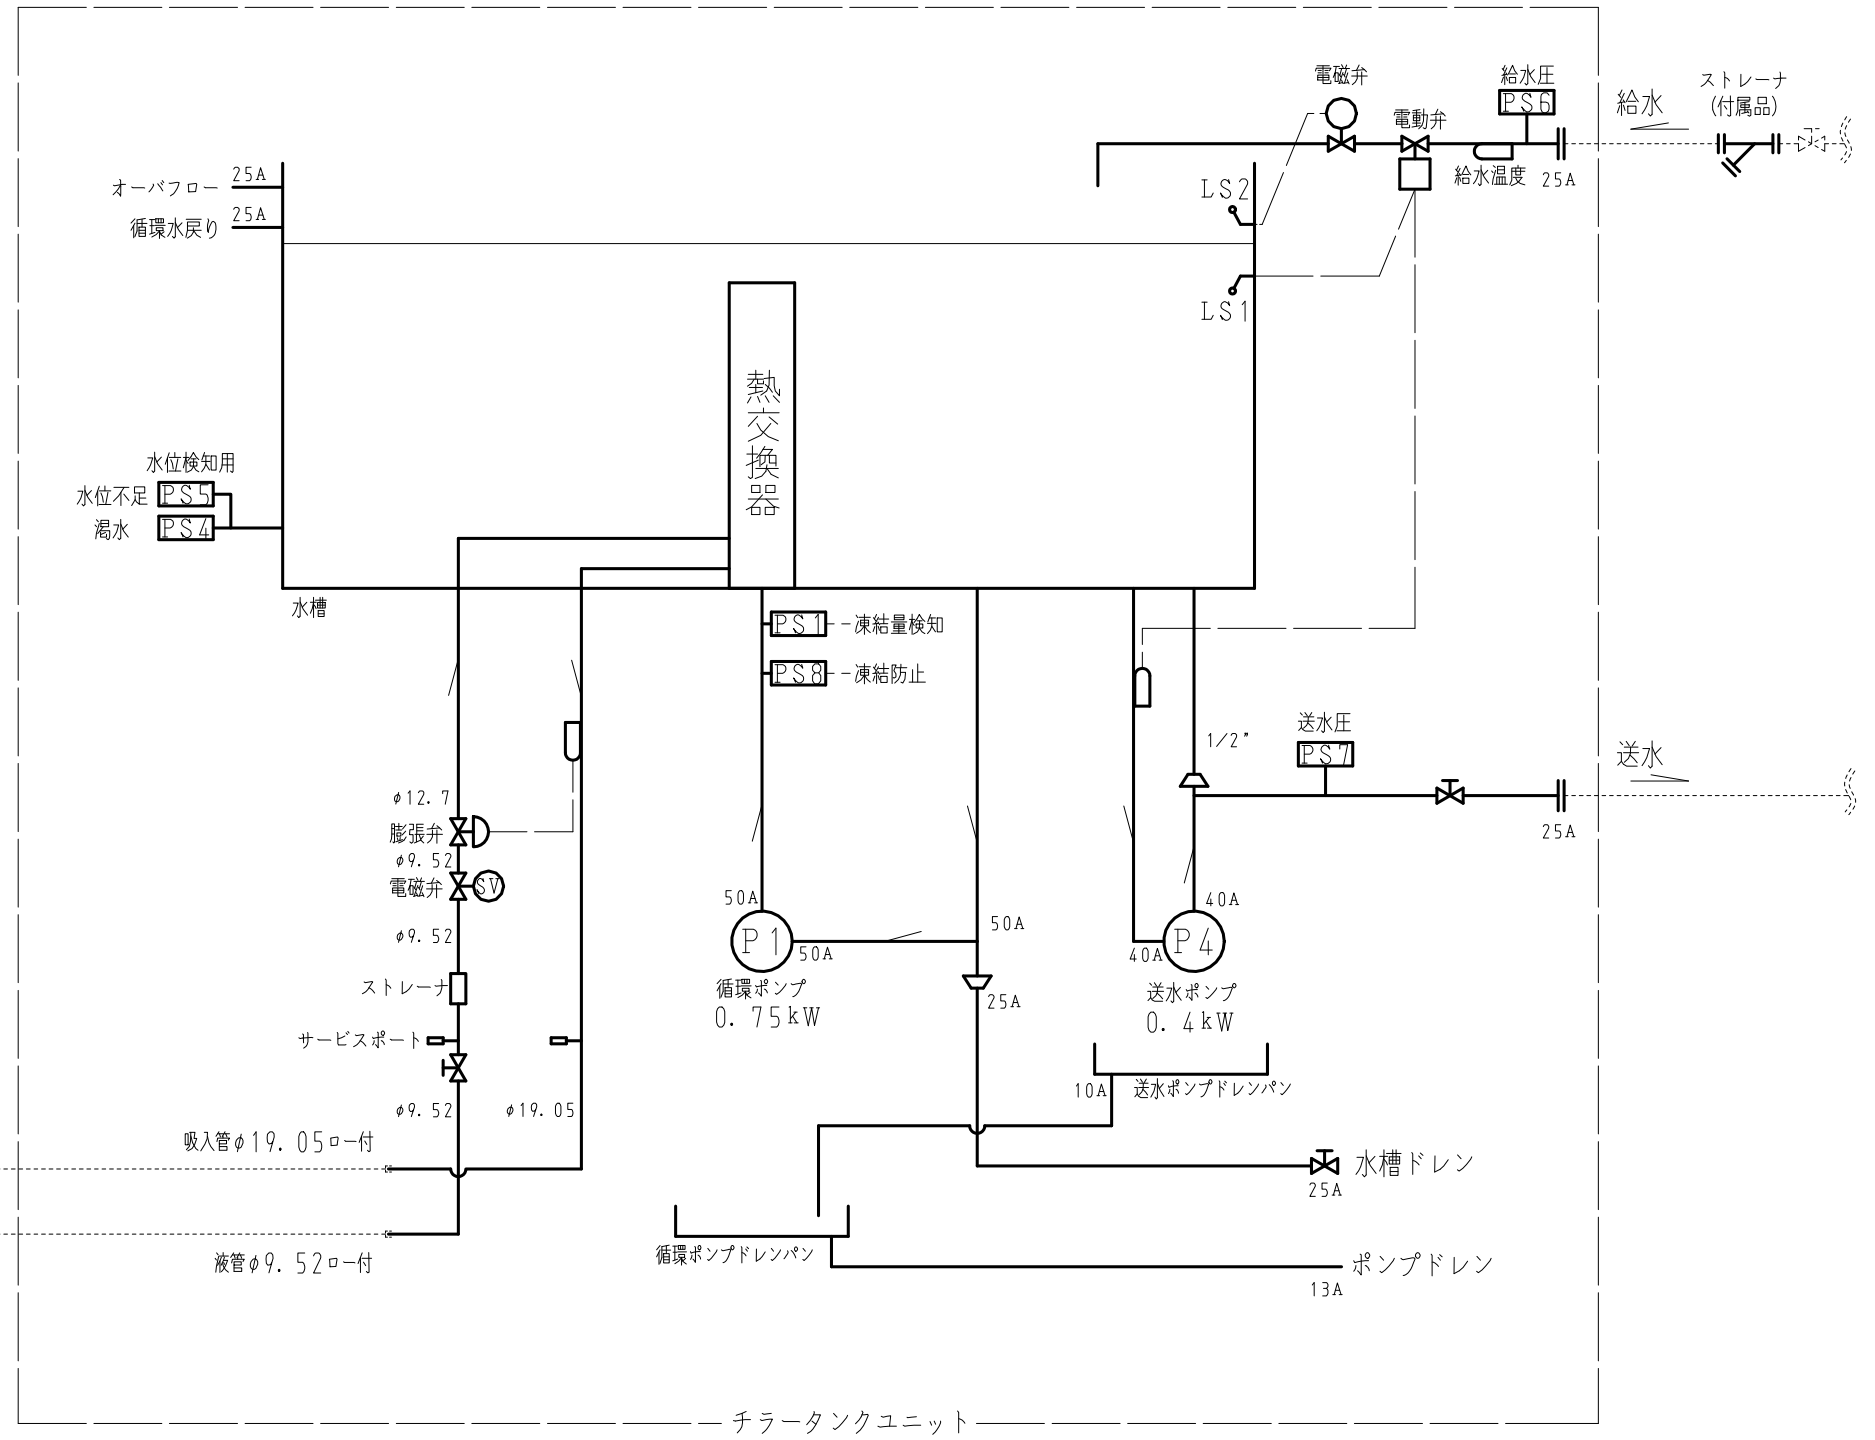 電磁弁
給水圧
PS6
給水
ストレーナ
(付属品)
電動弁
給水温度
25A
オーバフロー
25A
循環水戻り
25A
LS2
LS1
熱交換器
水位検知用
水位不足
PS5
渇水
PS4
水槽
PS1
凍結量検知
PS8
凍結防止
1/2"
送水圧
PS7
送水
25A
φ12.7
膨張弁
φ9.52
電磁弁
SV
φ9.52
ストレーナ
サービスポート
φ9.52
φ19.05
50A
P1
50A
循環ポンプ
0.75kW
50A
25A
40A
40A
P4
送水ポンプ
0.4kW
10A
送水ポンプドレンパン
吸入管φ19.05ロー付
液管φ9.52ロー付
水槽ドレン
25A
循環ポンプドレンパン
ポンプドレン
13A
チラータンクユニット